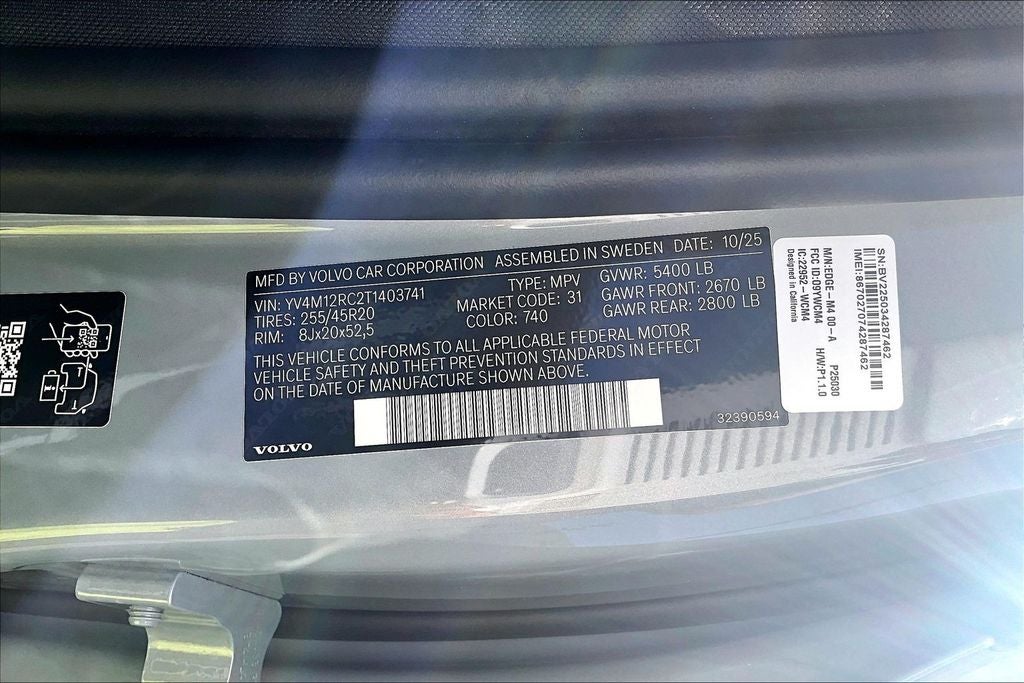 MFD BY VOLVO CAR CORPORATION ASSEMBLED IN SWEDEN DATE: 10/25
VIN: YV4M12RC2T1403741 TYPE: MPV GVWR: 5400 LB
TIRES: 255/45R20 MARKET CODE: 31 GAWR FRONT: 2670 LB
RIM: 8Jx20x52,5 COLOR: 740 GAWR REAR: 2800 LB
THIS VEHICLE CONFORMS TO ALL APPLICABLE FEDERAL MOTOR
VEHICLE SAFETY AND THEFT PREVENTION STANDARDS IN EFFECT
ON THE DATE OF MANUFACTURE SHOWN ABOVE.
32390594
VOLVO
SN:BV225034287462
IMEI:867027074287462
M/N:EDGE-M4 00-A P25030
FCC ID:09YWCM4 H/W:P1.1.0
IC:22952-WCM4
Designed in California